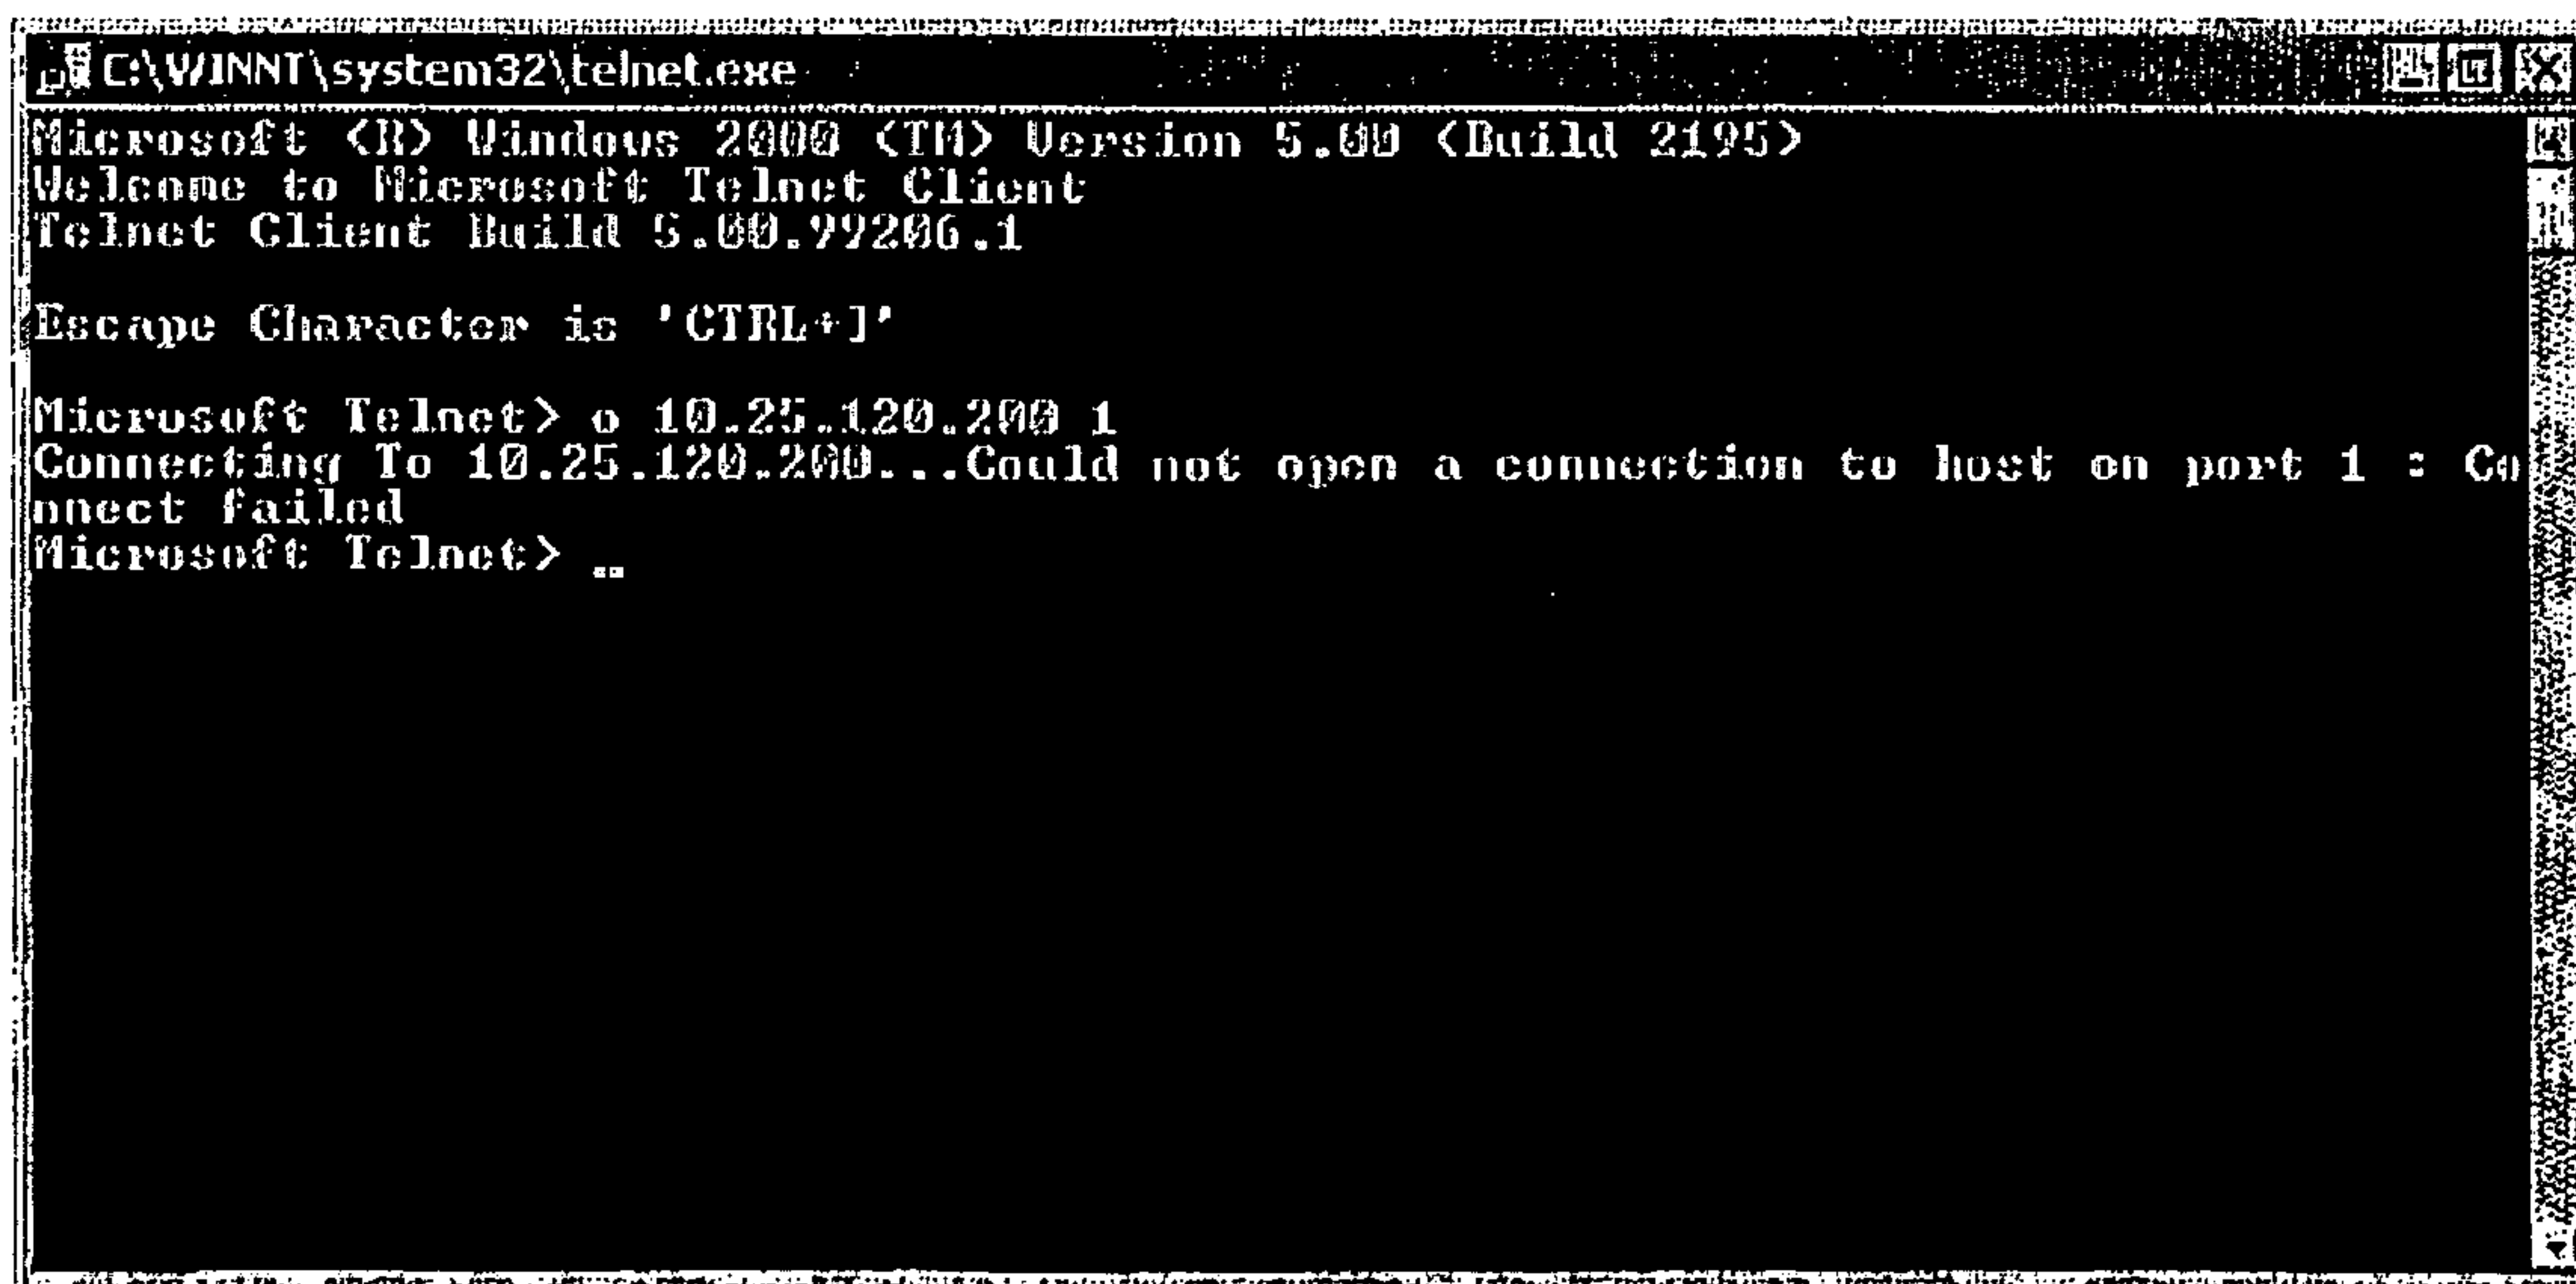 C:\WINNT\system32\telnet.exe
Microsoft (R) Windows 2000 (TM) Version 5.00 (Build 2195)
Welcome to Microsoft Telnet Client
Telnet Client Build 5.00.99206.1
Escape Character is 'CTRL+]'
Microsoft Telnet> o 10.25.120.200 1
Connecting To 10.25.120.200...Could not open a connection to host on port 1 : Co
nnect failed
Microsoft Telnet> _